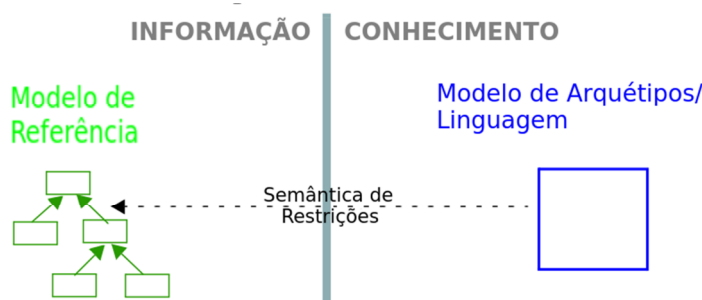 INFORMAÇÃO
CONHECIMENTO
Modelo de
Referência
Modelo de Arquétipos/
Linguagem
Semântica de
Restrições